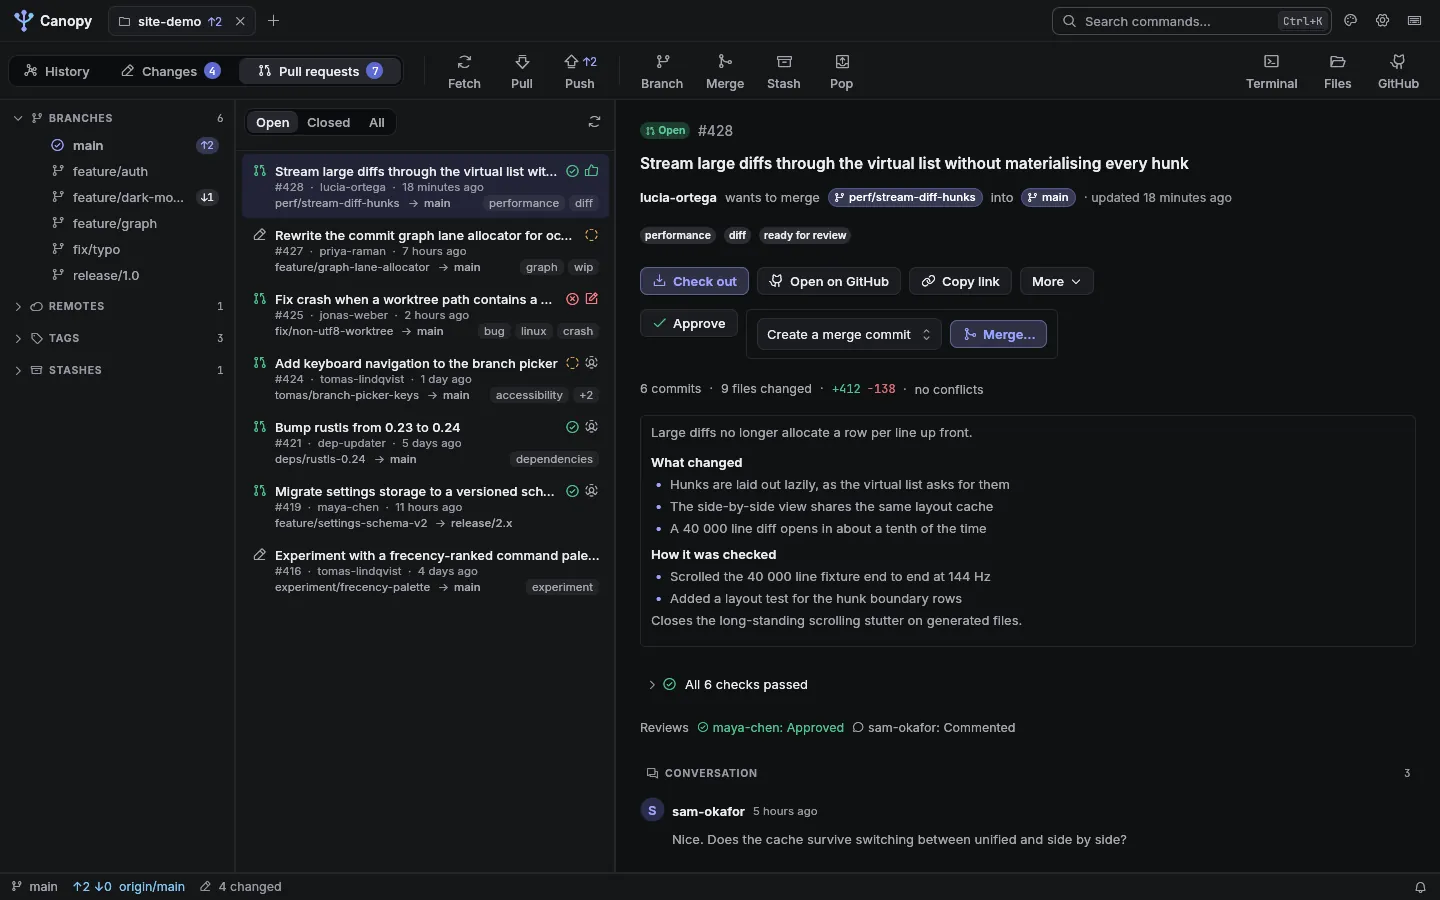 Canopy site-demo ↑2 Search commands... Ctrl+K
History Changes 4 Pull requests 7 Fetch Pull ↑2 Push Branch Merge Stash Pop Terminal Files GitHub
BRANCHES 6
main ↑2
feature/auth
feature/dark-mo... ↓1
feature/graph
fix/typo
release/1.0
REMOTES 1
TAGS 3
STASHES 1
Open Closed All
Stream large diffs through the virtual list wit...
#428 · lucia-ortega · 18 minutes ago
perf/stream-diff-hunks → main performance diff
Rewrite the commit graph lane allocator for oc...
#427 · priya-raman · 7 hours ago
feature/graph-lane-allocator → main graph wip
Fix crash when a worktree path contains a ...
#425 · jonas-weber · 2 hours ago
fix/non-utf8-worktree → main bug linux crash
Add keyboard navigation to the branch picker
#424 · tomas-lindqvist · 1 day ago
tomas/branch-picker-keys → main accessibility +2
Bump rustls from 0.23 to 0.24
#421 · dep-updater · 5 days ago
deps/rustls-0.24 → main dependencies
Migrate settings storage to a versioned sch...
#419 · maya-chen · 11 hours ago
feature/settings-schema-v2 → release/2.x
Experiment with a frecency-ranked command pale...
#416 · tomas-lindqvist · 4 days ago
experiment/frecency-palette → main experiment
Open #428
Stream large diffs through the virtual list without materialising every hunk
lucia-ortega wants to merge perf/stream-diff-hunks into main · updated 18 minutes ago
performance diff ready for review
Check out Open on GitHub Copy link More
Approve Create a merge commit Merge...
6 commits · 9 files changed · +412 -138 · no conflicts
Large diffs no longer allocate a row per line up front.
What changed
• Hunks are laid out lazily, as the virtual list asks for them
• The side-by-side view shares the same layout cache
• A 40 000 line diff opens in about a tenth of the time
How it was checked
• Scrolled the 40 000 line fixture end to end at 144 Hz
• Added a layout test for the hunk boundary rows
Closes the long-standing scrolling stutter on generated files.
All 6 checks passed
Reviews maya-chen: Approved sam-okafor: Commented
CONVERSATION 3
S sam-okafor 5 hours ago
Nice. Does the cache survive switching between unified and side by side?
main ↑2 ↓0 origin/main 4 changed